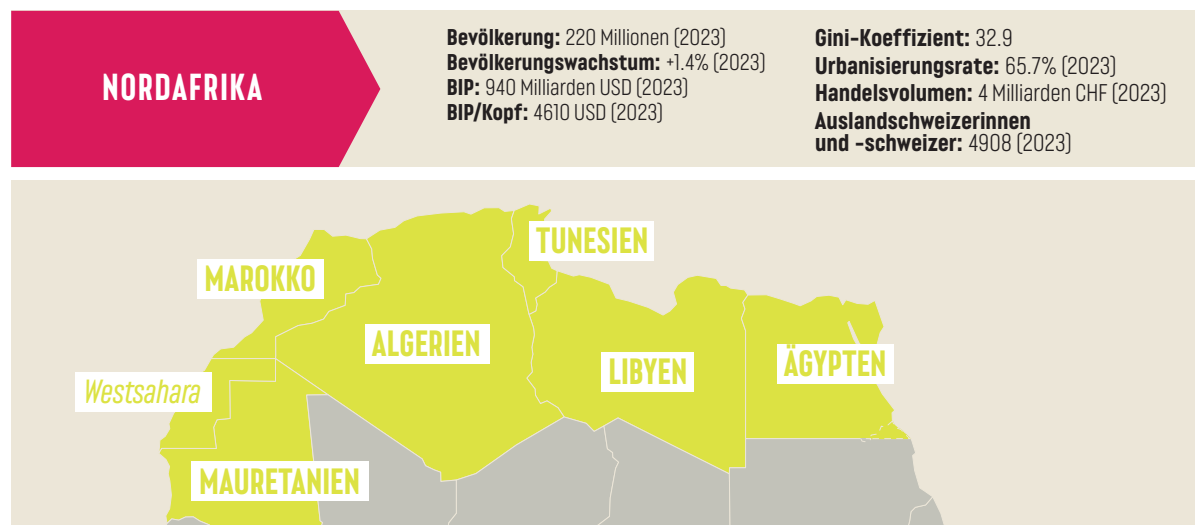 NORDAFRIKA
Bevölkerung: 220 Millionen (2023)
Bevölkerungswachstum: +1.4% (2023)
BIP: 940 Milliarden USD (2023)
BIP/Kopf: 4610 USD (2023)
Gini-Koeffizient: 32.9
Urbanisierungsrate: 65.7% (2023)
Handelsvolumen: 4 Milliarden CHF (2023)
Auslandschweizerinnen
und -schweizer: 4908 (2023)
TUNESIEN
MAROKKO
ALGERIEN
LIBYEN
ÄGYPTEN
Westsahara
MAURETANIEN